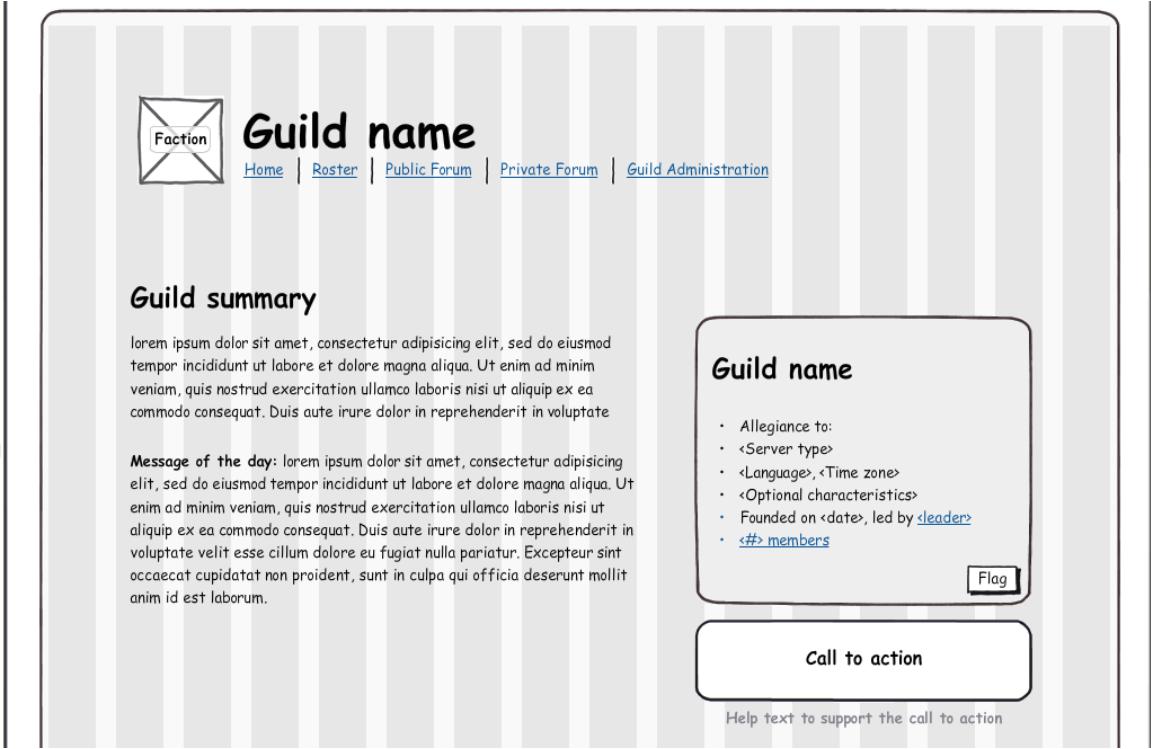 Faction
Guild name
Home | Roster | Public Forum | Private Forum | Guild Administration
Guild summary
lorem ipsum dolor sit amet, consectetur adipisicing elit, sed do eiusmod
tempor incididunt ut labore et dolore magna aliqua. Ut enim ad minim
veniam, quis nostrud exercitation ullamco laboris nisi ut aliquip ex ea
commodo consequat. Duis aute irure dolor in reprehenderit in voluptate
Message of the day: lorem ipsum dolor sit amet, consectetur adipisicing
elit, sed do eiusmod tempor incididunt ut labore et dolore magna aliqua. Ut
enim ad minim veniam, quis nostrud exercitation ullamco laboris nisi ut
aliquip ex ea commodo consequat. Duis aute irure dolor in reprehenderit in
voluptate velit esse cillum dolore eu fugiat nulla pariatur. Excepteur sint
occaecat cupidatat non proident, sunt in culpa qui officia deserunt mollit
anim id est laborum.
Guild name
• Allegiance to:
• <Server type>
• <Language>, <Time zone>
• <Optional characteristics>
• Founded on <date>, led by <leader>
• <#> members
Flag
Call to action
Help text to support the call to action